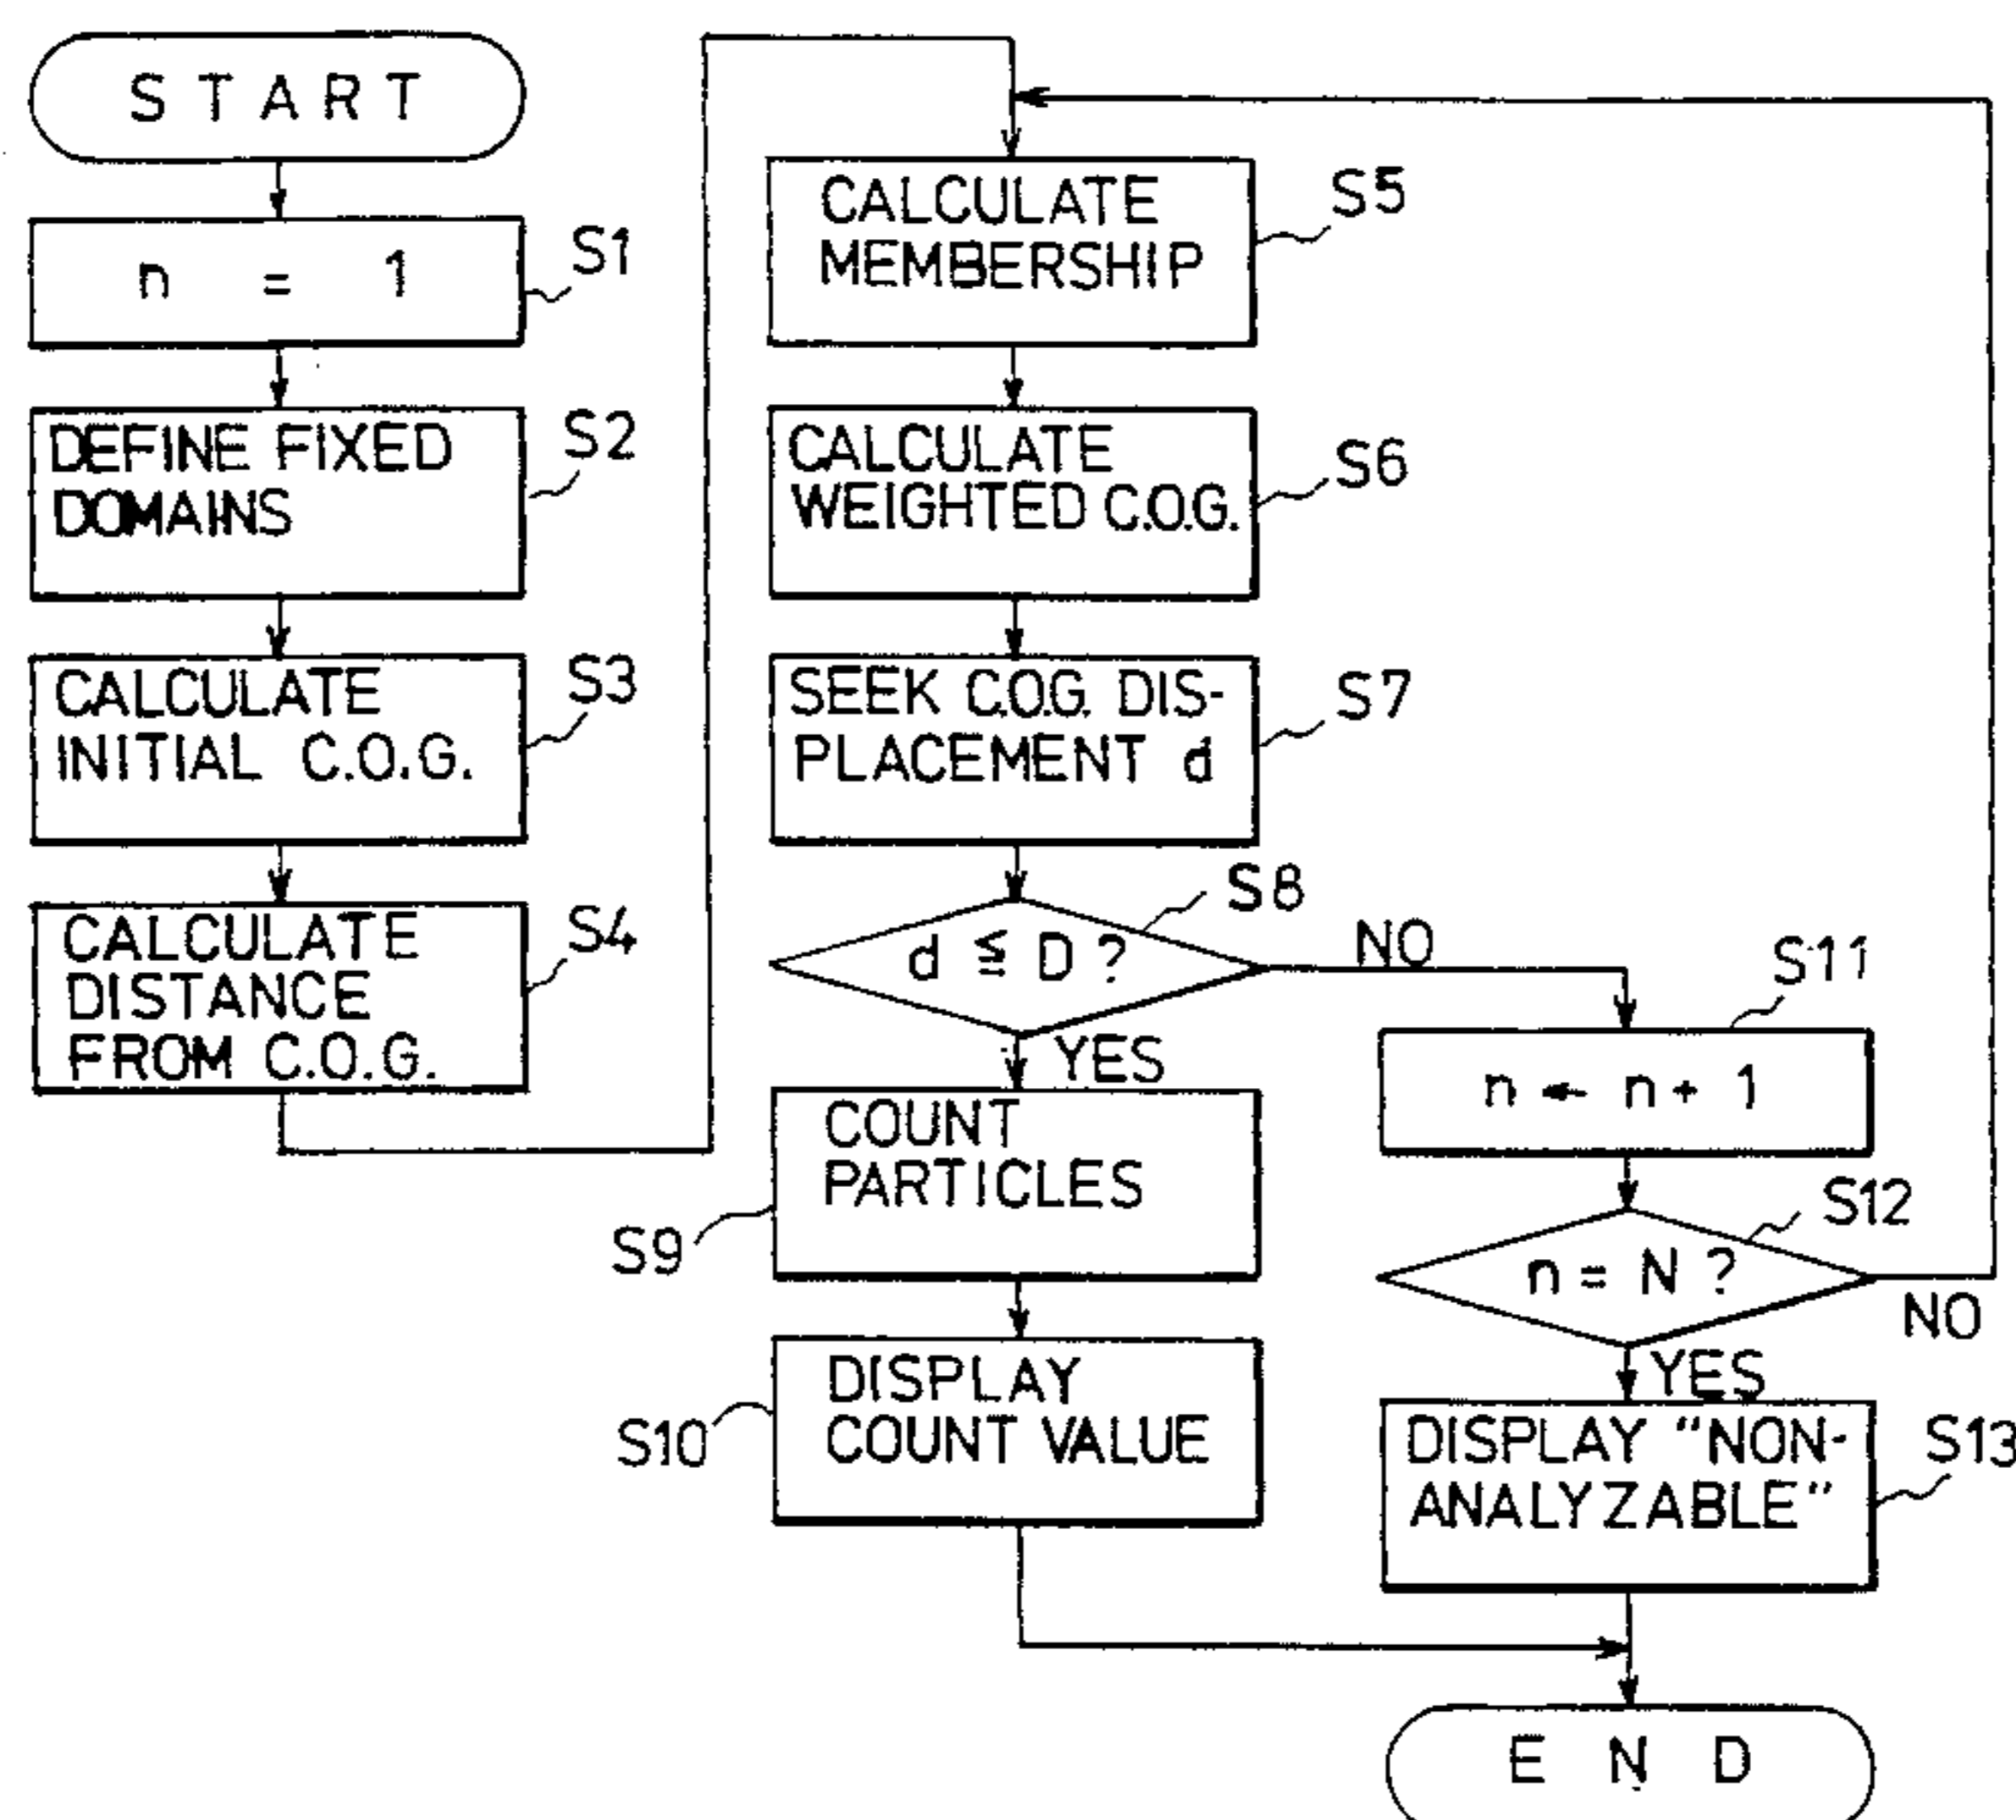 START
n = 1
S1
DEFINE FIXED
DOMAINS
S2
CALCULATE
INITIAL C.O.G.
S3
CALCULATE
DISTANCE
FROM C.O.G.
S4
CALCULATE
MEMBERSHIP
S5
CALCULATE
WEIGHTED C.O.G.
S6
SEEK C.O.G. DIS-
PLACEMENT d
S7
d ≦ D ?
S8
NO
YES
COUNT
PARTICLES
S9
DISPLAY
COUNT VALUE
S10
S11
n ← n + 1
S12
n = N ?
NO
YES
DISPLAY “NON-
ANALYZABLE”
S13
END